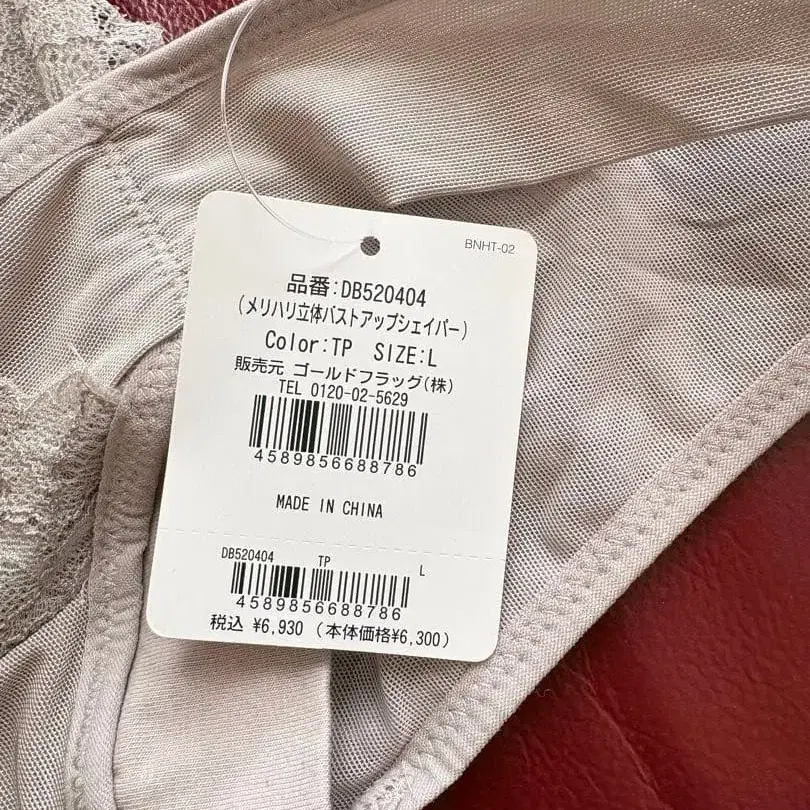 BNHT-02
品番:DB520404
(メリハリ立体バストアップシェイパー)
Color:TP SIZE:L
販売元 ゴールドフラッグ(株)
TEL 0120-02-5629
4589856688786
MADE IN CHINA
DB520404 TP L
4589856688786
税込 ¥6,930 (本体価格¥6,300)